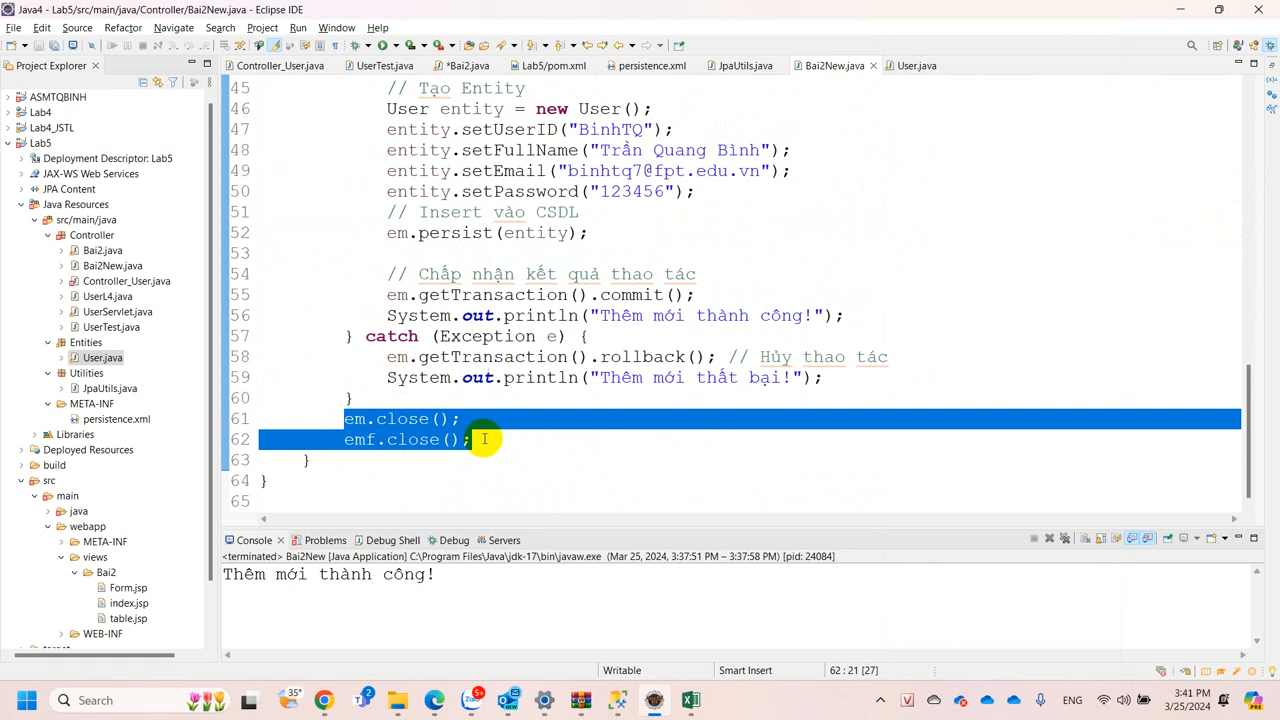 Java4 - Lab5/src/main/java/Controller/Bai2New.java - Eclipse IDE
File Edit Source Refactor Navigate Search Project Run Window Help
Project Explorer
Controller_User.java UserTest.java *Bai2.java Lab5/pom.xml persistence.xml JpaUtils.java Bai2New.java User.java
ASMTQBINH
Lab4
Lab4_JSTL
Lab5
Deployment Descriptor: Lab5
JAX-WS Web Services
JPA Content
Java Resources
src/main/java
Controller
Bai2.java
Bai2New.java
Controller_User.java
UserL4.java
UserServlet.java
UserTest.java
Entities
User.java
Utilities
JpaUtils.java
META-INF
persistence.xml
Libraries
Deployed Resources
build
src
main
java
webapp
META-INF
views
Bai2
Form.jsp
index.jsp
table.jsp
WEB-INF
45 // Tạo Entity
46 User entity = new User();
47 entity.setUserID("BinhTQ");
48 entity.setFullName("Trần Quang Bình");
49 entity.setEmail("binhtq7@fpt.edu.vn");
50 entity.setPassword("123456");
51 // Insert vào CSDL
52 em.persist(entity);
53
54 // Chấp nhận kết quả thao tác
55 em.getTransaction().commit();
56 System.out.println("Thêm mới thành công!");
57 } catch (Exception e) {
58 em.getTransaction().rollback(); // Hủy thao tác
59 System.out.println("Thêm mới thất bại!");
60 }
61 em.close();
62 emf.close();
63 }
64 }
65
Console Problems Debug Shell Debug Servers
<terminated> Bai2New [Java Application] C:\Program Files\Java\jdk-17\bin\javaw.exe (Mar 25, 2024, 3:37:51 PM – 3:37:58 PM) [pid: 24084]
Thêm mới thành công!
Writable Smart Insert 62 : 21 [27]
Search 35° 2 5+ ENG 3:41 PM
3/25/2024